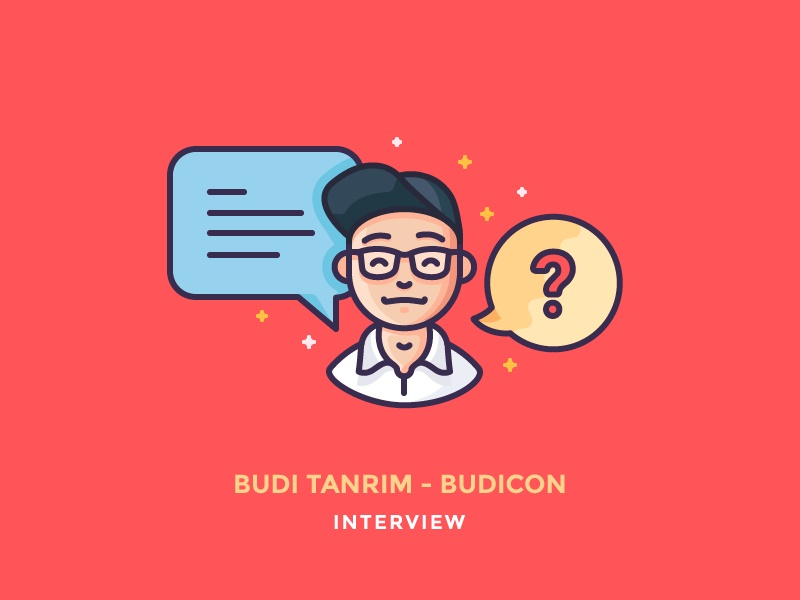 ?
BUDI TANRIM - BUDICON
INTERVIEW